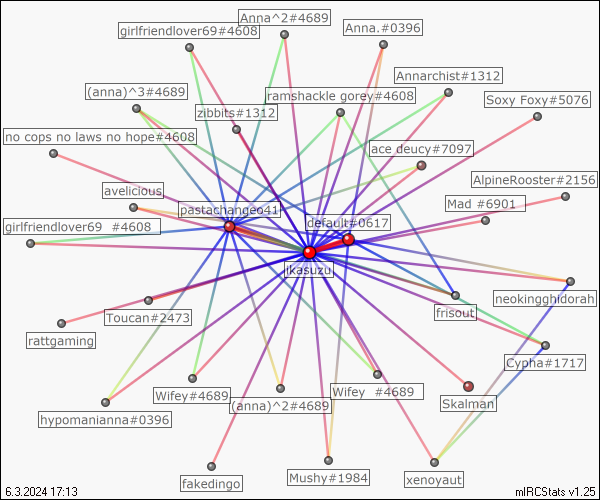 Anna^2#4689
girlfriendlover69#4608
Anna.#0396
Annarchist#1312
(anna)^3#4689
ramshackle gorey#4608
Soxy Foxy#5076
zibbits#1312
no cops no laws no hope#4608
ace deucy#7097
AlpineRooster#2156
avelicious
Mad #6901
pastachangeo41
default#0617
girlfriendlover69 #4608
ikasuzu
neokingghidorah
frisout
Toucan#2473
rattgaming
Cypha#1717
Wifey #4689
Wifey#4689
Skalman
(anna)^2#4689
hypomanianna#0396
Mushy#1984
xenoyaut
fakedingo
6.3.2024 17:13
mIRCStats v1.25